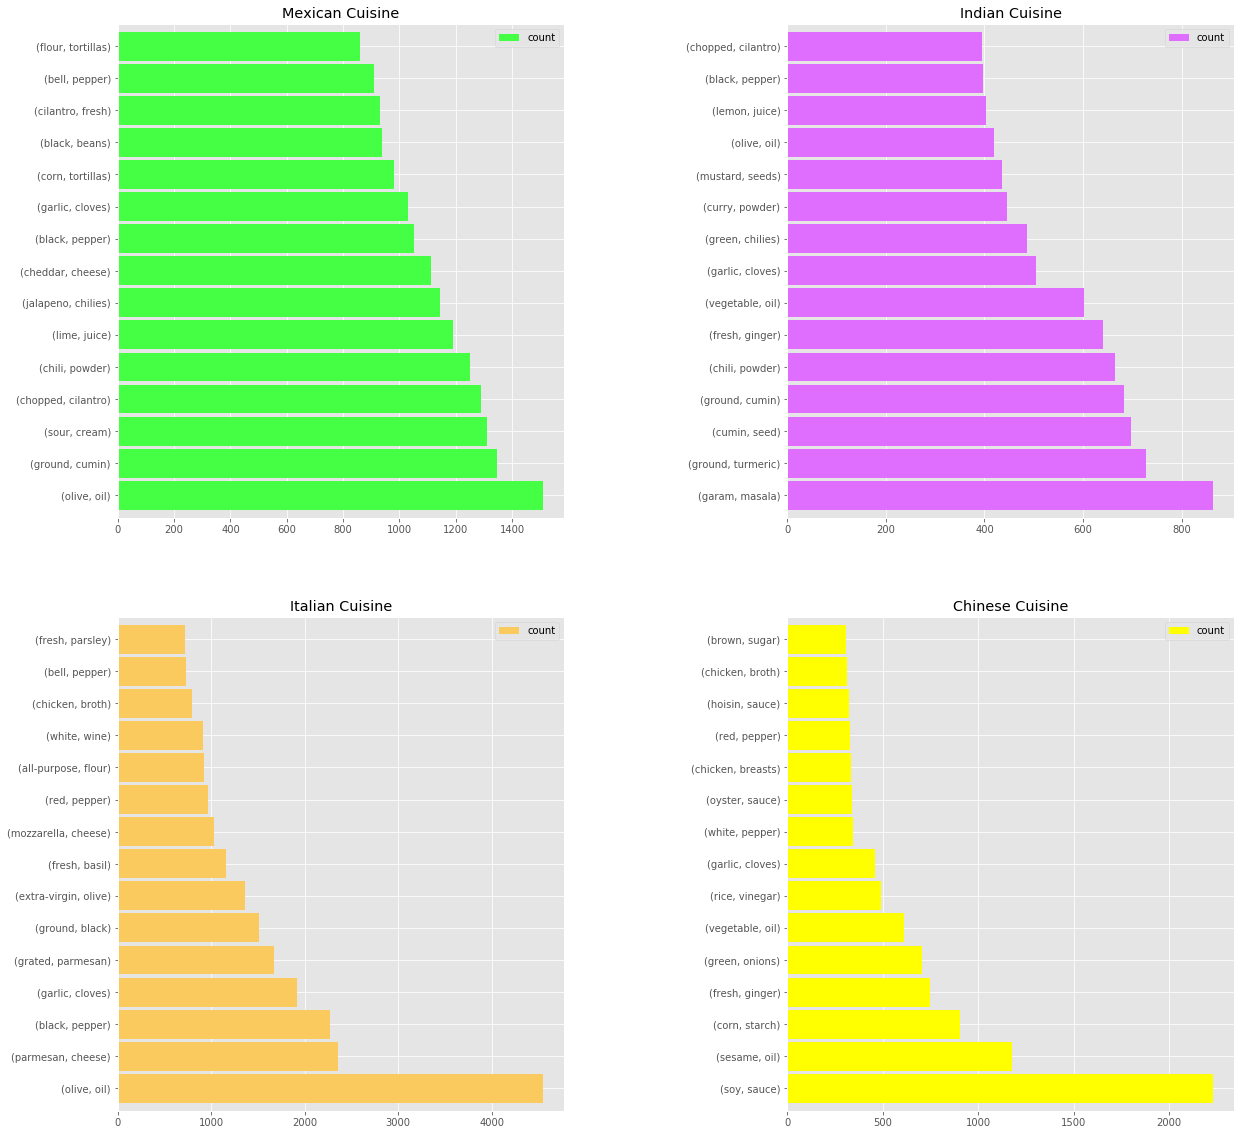 Mexican Cuisine
count
(flour, tortillas)
(bell, pepper)
(cilantro, fresh)
(black, beans)
(corn, tortillas)
(garlic, cloves)
(black, pepper)
(cheddar, cheese)
(jalapeno, chilies)
(lime, juice)
(chili, powder)
(chopped, cilantro)
(sour, cream)
(ground, cumin)
(olive, oil)
0 200 400 600 800 1000 1200 1400
Indian Cuisine
count
(chopped, cilantro)
(black, pepper)
(lemon, juice)
(olive, oil)
(mustard, seeds)
(curry, powder)
(green, chilies)
(garlic, cloves)
(vegetable, oil)
(fresh, ginger)
(chili, powder)
(ground, cumin)
(cumin, seed)
(ground, turmeric)
(garam, masala)
0 200 400 600 800
Italian Cuisine
count
(fresh, parsley)
(bell, pepper)
(chicken, broth)
(white, wine)
(all-purpose, flour)
(red, pepper)
(mozzarella, cheese)
(fresh, basil)
(extra-virgin, olive)
(ground, black)
(grated, parmesan)
(garlic, cloves)
(black, pepper)
(parmesan, cheese)
(olive, oil)
0 1000 2000 3000 4000
Chinese Cuisine
count
(brown, sugar)
(chicken, broth)
(hoisin, sauce)
(red, pepper)
(chicken, breasts)
(oyster, sauce)
(white, pepper)
(garlic, cloves)
(rice, vinegar)
(vegetable, oil)
(green, onions)
(fresh, ginger)
(corn, starch)
(sesame, oil)
(soy, sauce)
0 500 1000 1500 2000